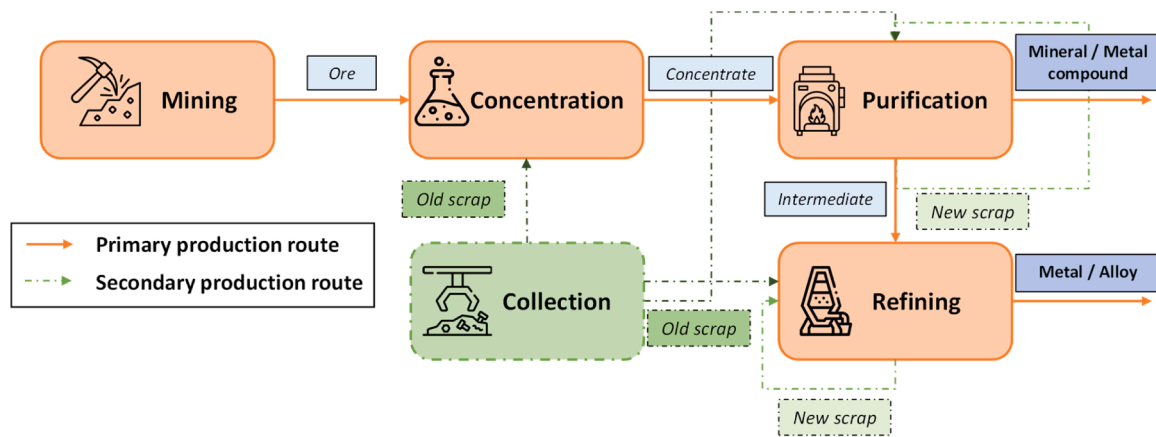 Ore
Concentrate
Mineral / Metal
compound
Mining
Concentration
Purification
Old scrap
Intermediate
New scrap
Primary production route
Secondary production route
Collection
Refining
Metal / Alloy
Old scrap
New scrap